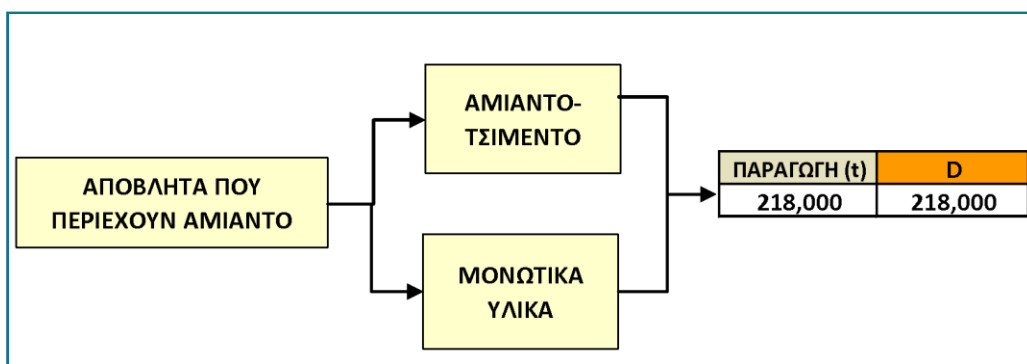 ΑΠΟΒΛΗΤΑ ΠΟΥ
ΠΕΡΙΕΧΟΥΝ ΑΜΙΑΝΤΟ
ΑΜΙΑΝΤΟ-
ΤΣΙΜΕΝΤΟ
ΜΟΝΩΤΙΚΑ
ΥΛΙΚΑ
ΠΑΡΑΓΩΓΗ (t) D
218,000 218,000